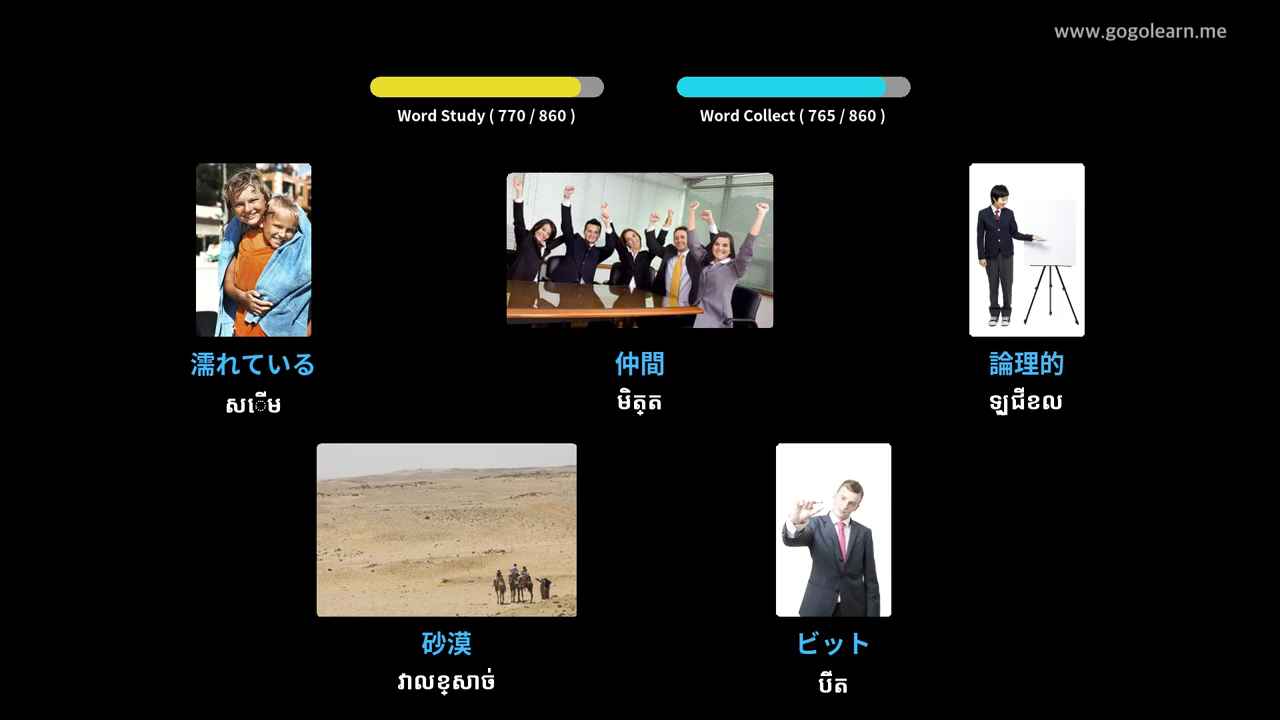 www.gogolearn.me
Word Study ( 770 / 860 )
Word Collect ( 765 / 860 )
濡れている
សើម
仲間
មិត្ត
論理的
ឡូជីខល
砂漠
វាលខ្សាច់
ビット
បីត